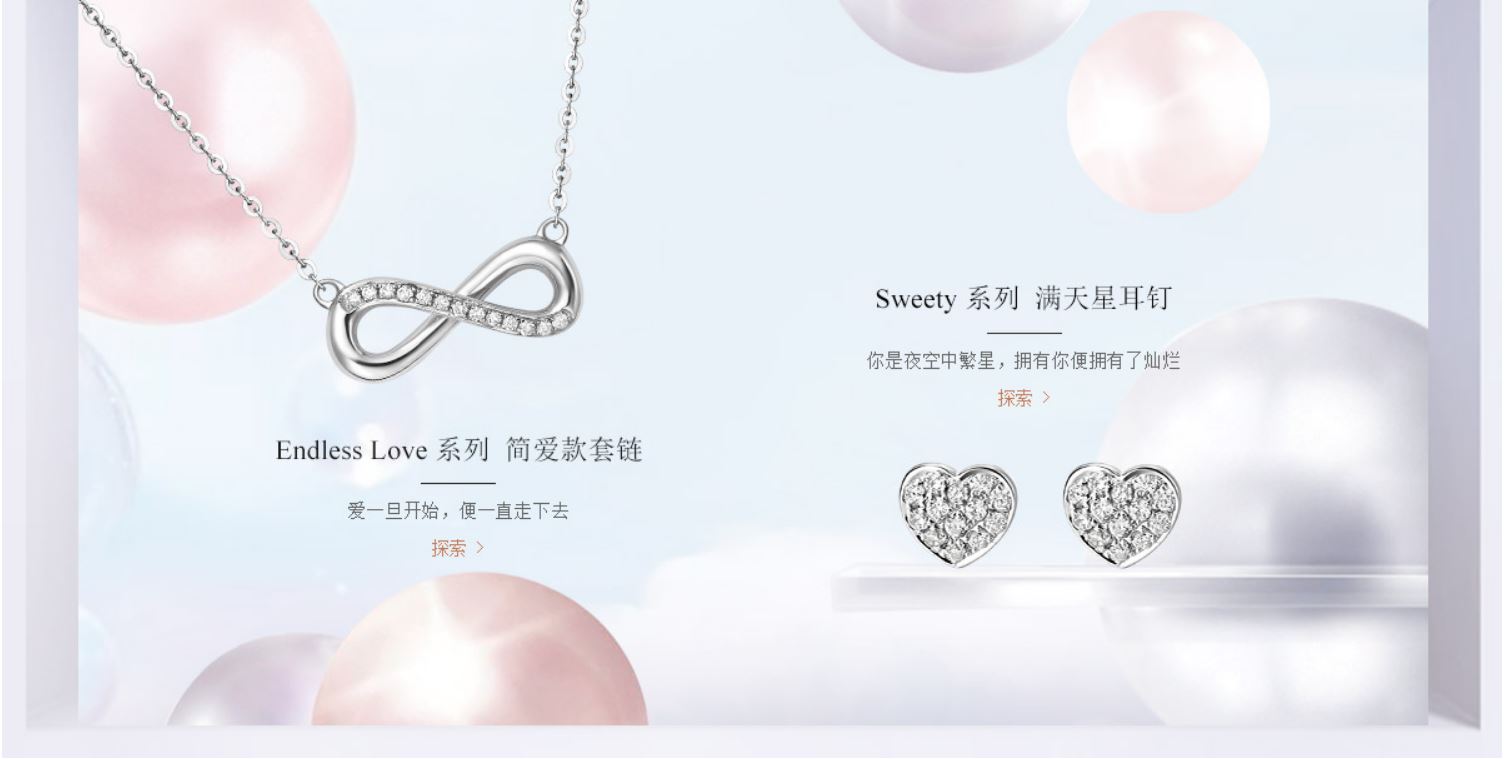 Endless Love 系列 简爱款套链
爱一旦开始，便一直走下去
探索 >
Sweety 系列 满天星耳钉
你是夜空中繁星，拥有你便拥有了灿烂
探索 >